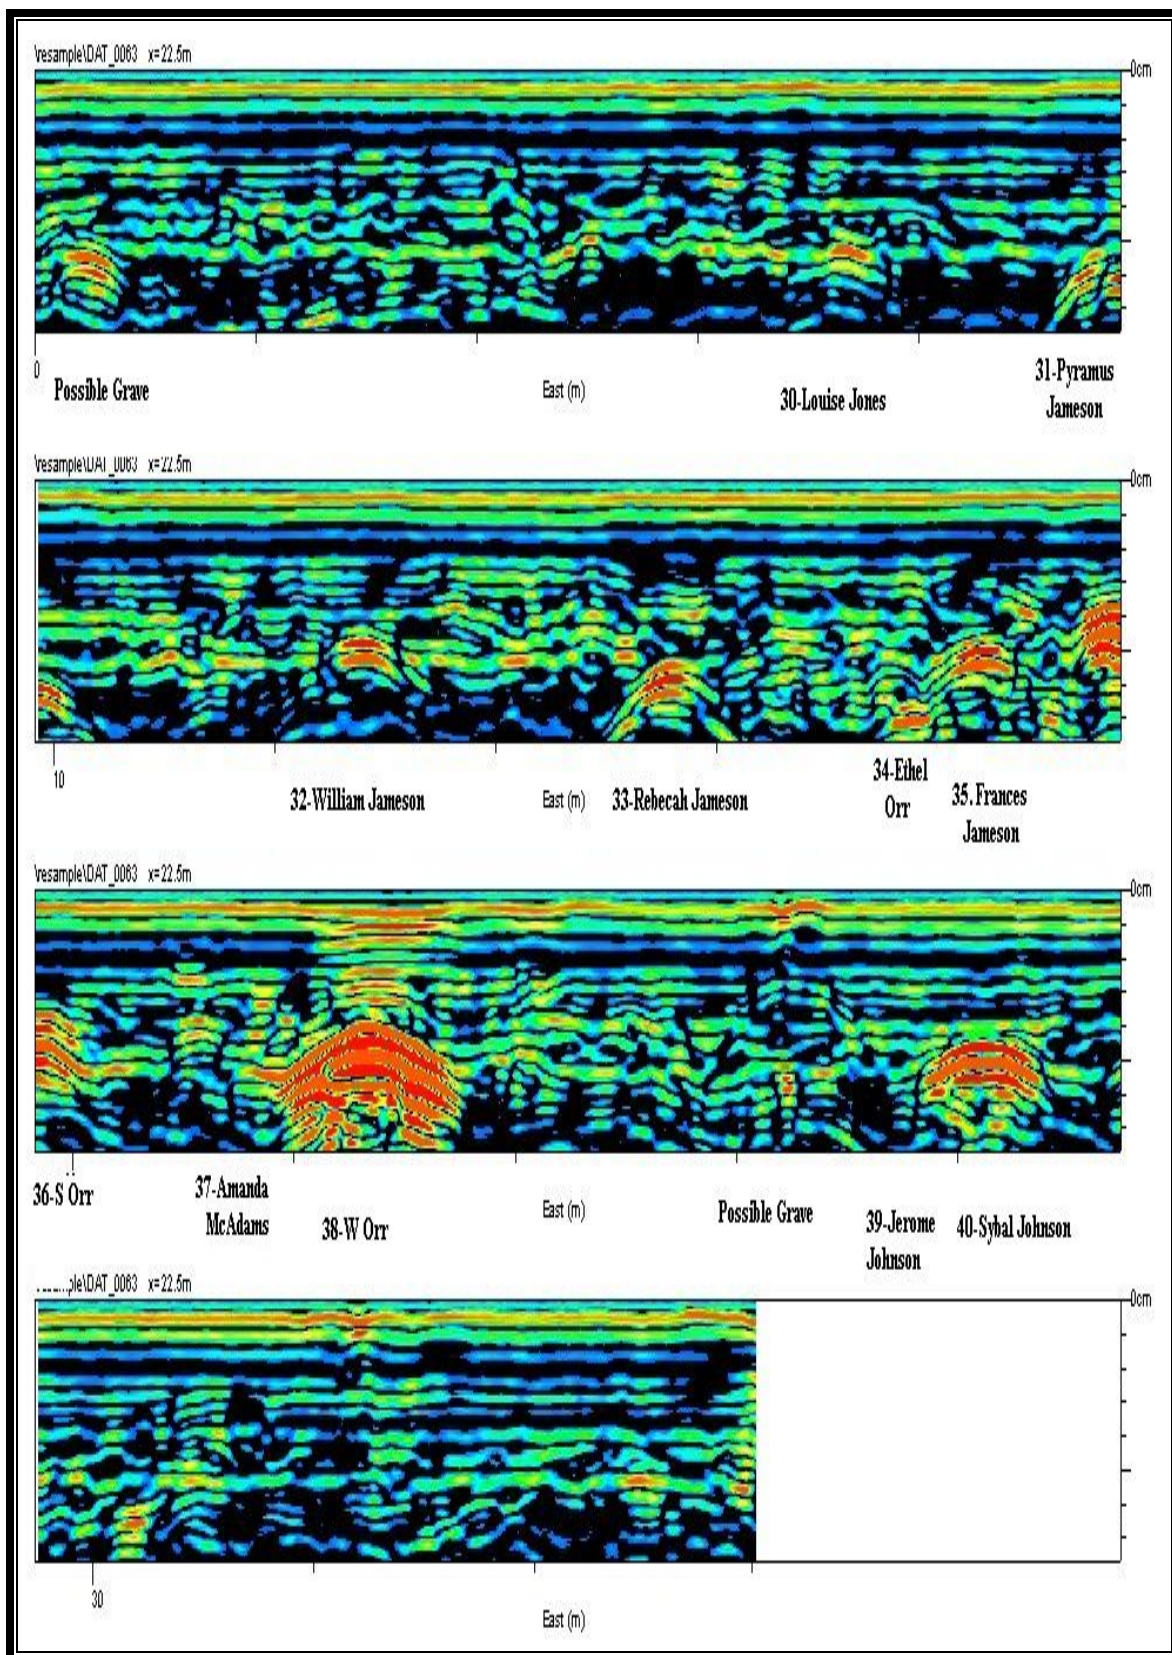 \resample\DAT_0063 x=22.5m
0cm
0
Possible Grave
East (m)
30-Louise Jones
31-Pyramus
Jameson
\resample\DAT_0063 x=22.5m
0cm
10
32-William Jameson
East (m)
33-Rebecah Jameson
34-Ethel
Orr
35. Frances
Jameson
\resample\DAT_0063 x=22.5m
0cm
36-S Orr
37-Amanda
McAdams
38-W Orr
East (m)
Possible Grave
39-Jerome
Johnson
40-Sybal Johnson
ple\DAT_0063 x=22.5m
0cm
30
East (m)